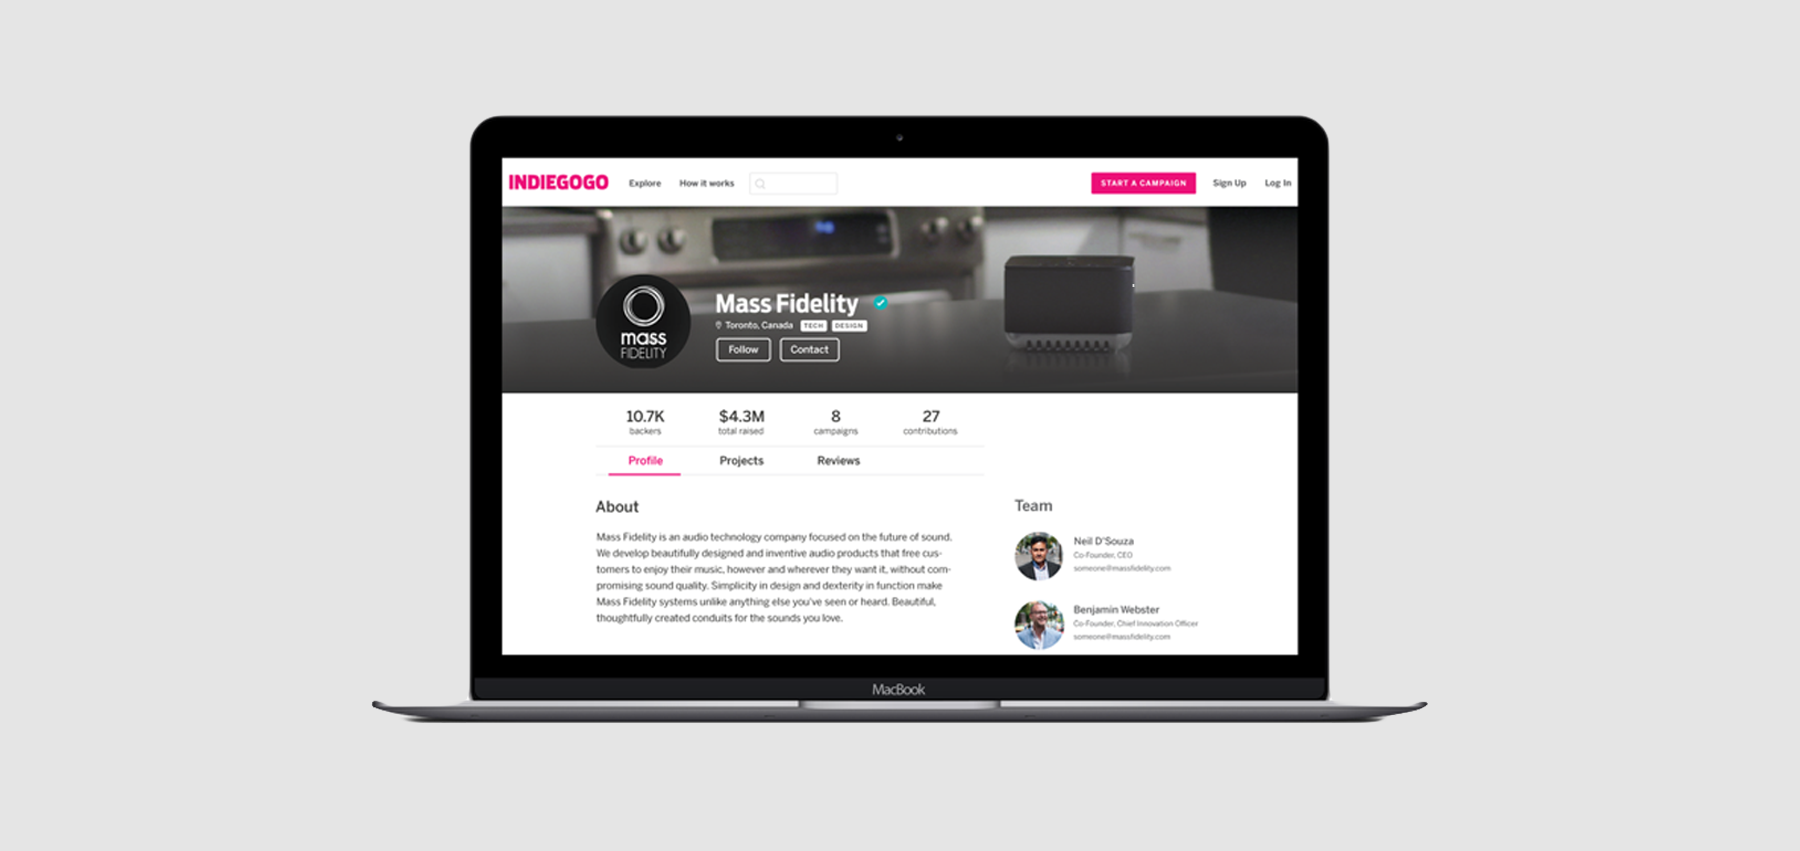 INDIEGOGO Explore How it works START A CAMPAIGN Sign Up Log In
Mass Fidelity
Toronto, Canada TECH DESIGN
mass
FIDELITY
Follow Contact
10.7K $4.3M 8 27
backers total raised campaigns contributions
Profile Projects Reviews
About
Mass Fidelity is an audio technology company focused on the future of sound.
We develop beautifully designed and inventive audio products that free cus-
tomers to enjoy their music, however and wherever they want it, without com-
promising sound quality. Simplicity in design and dexterity in function make
Mass Fidelity systems unlike anything else you've seen or heard. Beautiful,
thoughtfully created conduits for the sounds you love.
Team
Neil D'Souza
Co-Founder, CEO
someone@massfidelity.com
Benjamin Webster
Co-Founder, Chief Innovation Officer
someone@massfidelity.com
MacBook